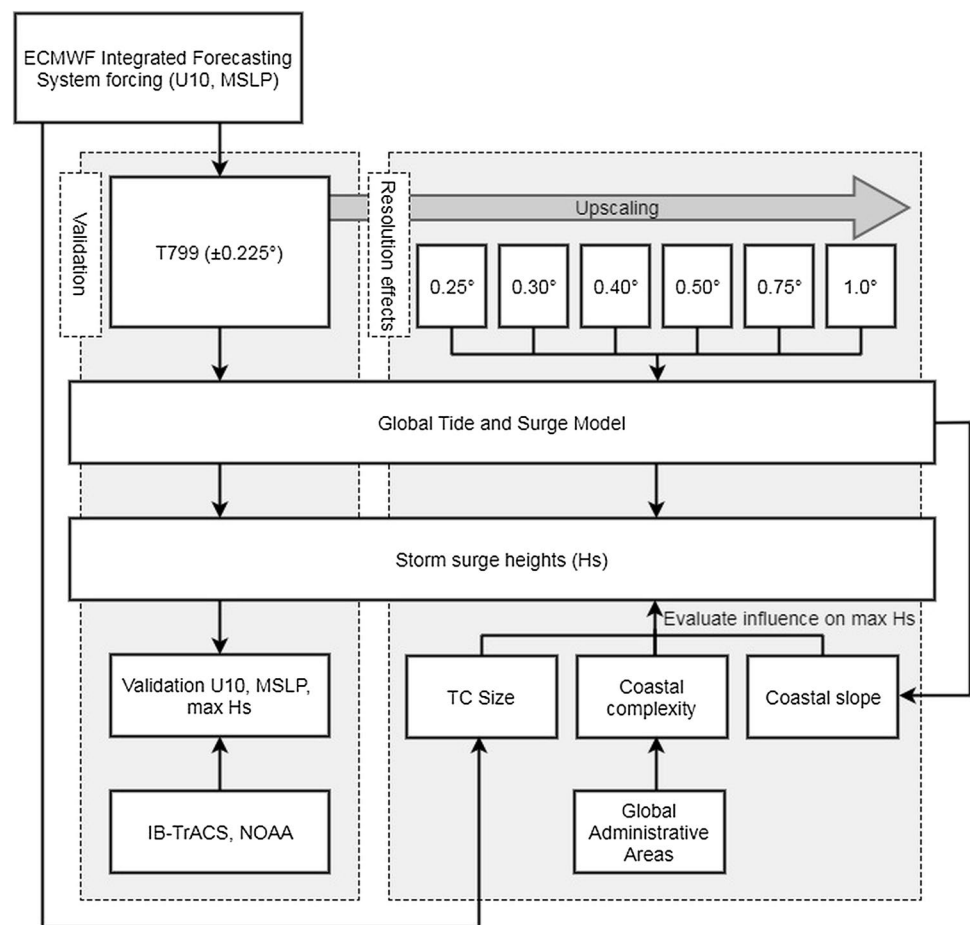 ECMWF Integrated Forecasting
System forcing (U10, MSLP)
Validation
T799 (±0.225°)
Resolution effects
Upscaling
0.25°
0.30°
0.40°
0.50°
0.75°
1.0°
Global Tide and Surge Model
Storm surge heights (Hs)
Evaluate influence on max Hs
Validation U10, MSLP,
max Hs
TC Size
Coastal
complexity
Coastal slope
IB-TrACS, NOAA
Global
Administrative
Areas